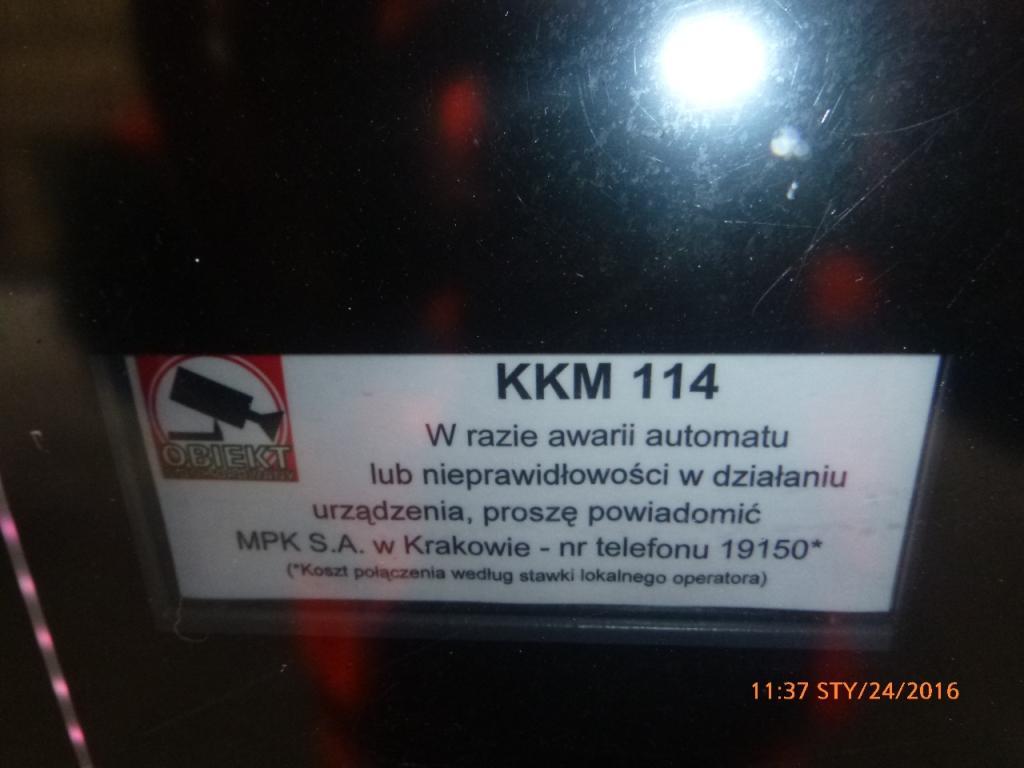 KKM 114
W razie awarii automatu
lub nieprawidłowości w działaniu
urządzenia, proszę powiadomić
MPK S.A. w Krakowie - nr telefonu 19150*
(*Koszt połączenia według stawki lokalnego operatora)
OBIEKT
11:37 STY/24/2016